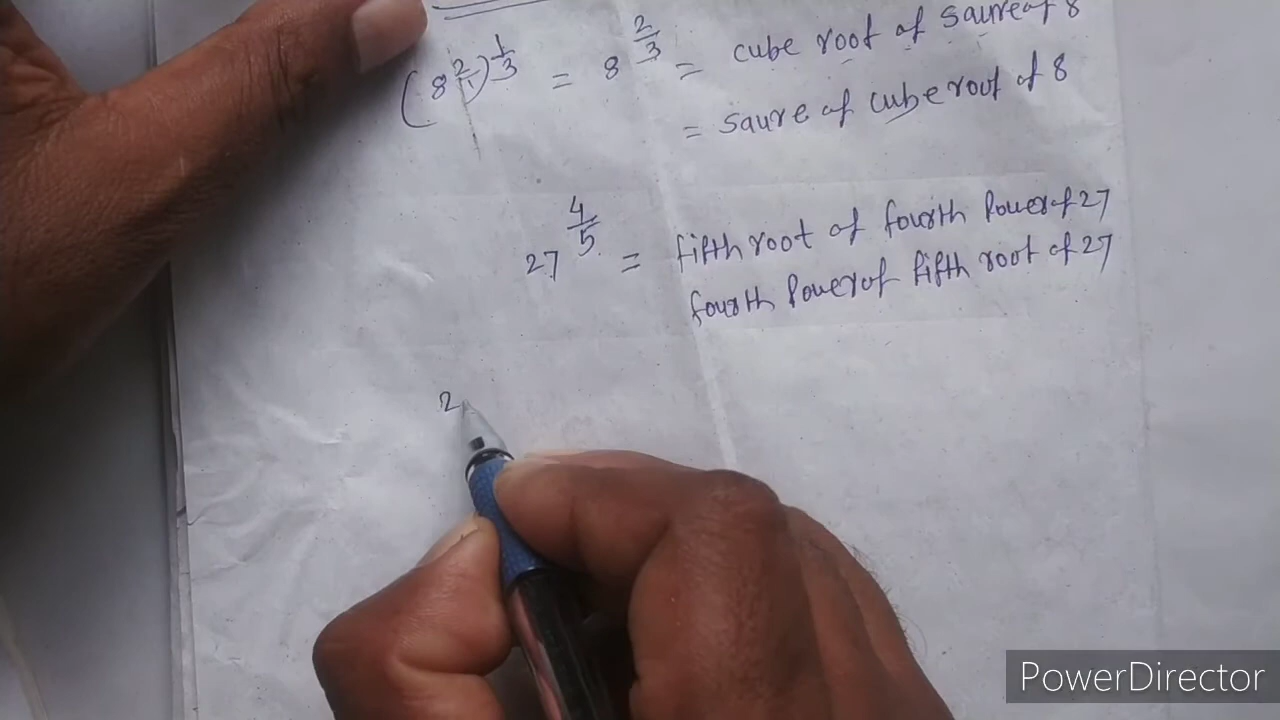 (8^(2/1))^(1/3) = 8^(2/3) = cube root of saure of 8
= saure of cube root of 8
27^(4/5) = fifth root of fourth Power of 27
fourth Power of fifth root of 27
2
PowerDirector